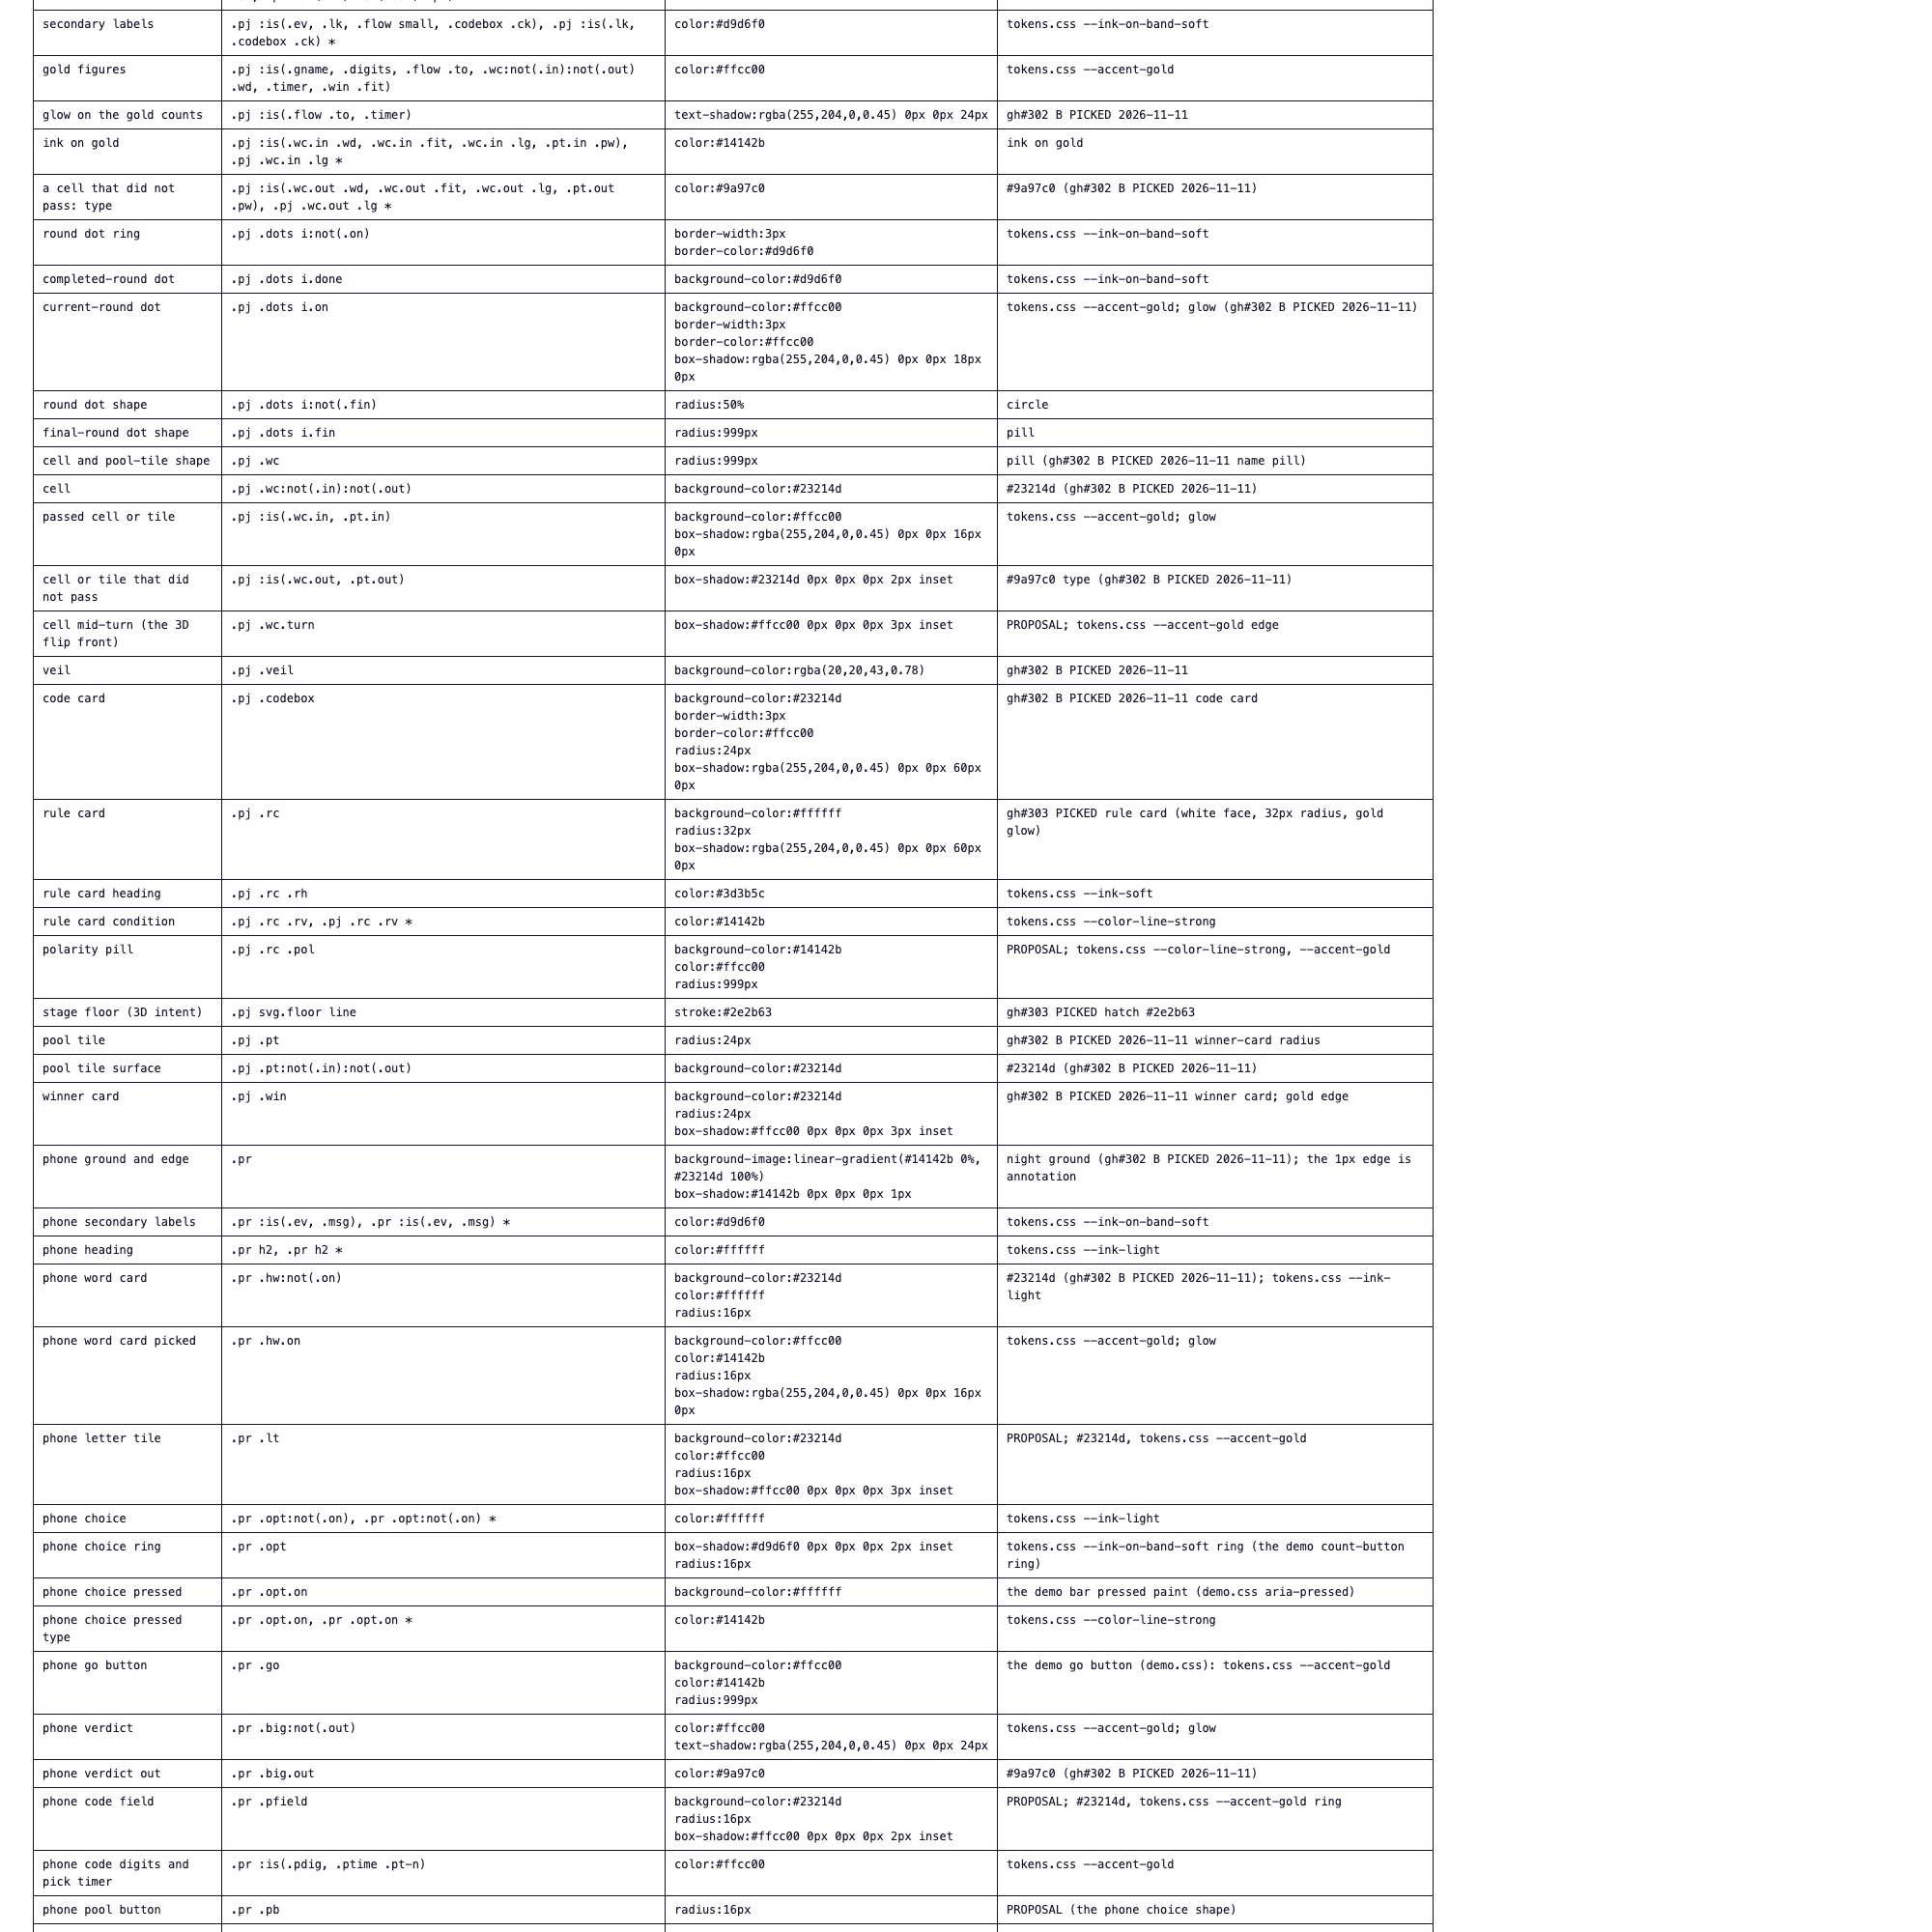 secondary labels
.pj :is(.ev, .lk, .flow small, .codebox .ck), .pj :is(.lk,
.codebox .ck) *
color:#d9d6f0
tokens.css --ink-on-band-soft
gold figures
.pj :is(.gname, .digits, .flow .to, .wc:not(.in):not(.out)
.wd, .timer, .win .fit)
color:#ffcc00
tokens.css --accent-gold
glow on the gold counts
.pj :is(.flow .to, .timer)
text-shadow:rgba(255,204,0,0.45) 0px 0px 24px
gh#302 B PICKED 2026-11-11
ink on gold
.pj :is(.wc.in .wd, .wc.in .fit, .wc.in .lg, .pt.in .pw),
.pj .wc.in .lg *
color:#14142b
ink on gold
a cell that did not
pass: type
.pj :is(.wc.out .wd, .wc.out .fit, .wc.out .lg, .pt.out
.pw), .pj .wc.out .lg *
color:#9a97c0
#9a97c0 (gh#302 B PICKED 2026-11-11)
round dot ring
.pj .dots i:not(.on)
border-width:3px
border-color:#d9d6f0
tokens.css --ink-on-band-soft
completed-round dot
.pj .dots i.done
background-color:#d9d6f0
tokens.css --ink-on-band-soft
current-round dot
.pj .dots i.on
background-color:#ffcc00
border-width:3px
border-color:#ffcc00
box-shadow:rgba(255,204,0,0.45) 0px 0px 18px
0px
tokens.css --accent-gold; glow (gh#302 B PICKED 2026-11-11)
round dot shape
.pj .dots i:not(.fin)
radius:50%
circle
final-round dot shape
.pj .dots i.fin
radius:999px
pill
cell and pool-tile shape
.pj .wc
radius:999px
pill (gh#302 B PICKED 2026-11-11 name pill)
cell
.pj .wc:not(.in):not(.out)
background-color:#23214d
#23214d (gh#302 B PICKED 2026-11-11)
passed cell or tile
.pj :is(.wc.in, .pt.in)
background-color:#ffcc00
box-shadow:rgba(255,204,0,0.45) 0px 0px 16px
0px
tokens.css --accent-gold; glow
cell or tile that did
not pass
.pj :is(.wc.out, .pt.out)
box-shadow:#23214d 0px 0px 0px 2px inset
#9a97c0 type (gh#302 B PICKED 2026-11-11)
cell mid-turn (the 3D
flip front)
.pj .wc.turn
box-shadow:#ffcc00 0px 0px 0px 3px inset
PROPOSAL; tokens.css --accent-gold edge
veil
.pj .veil
background-color:rgba(20,20,43,0.78)
gh#302 B PICKED 2026-11-11
code card
.pj .codebox
background-color:#23214d
border-width:3px
border-color:#ffcc00
radius:24px
box-shadow:rgba(255,204,0,0.45) 0px 0px 60px
0px
gh#302 B PICKED 2026-11-11 code card
rule card
.pj .rc
background-color:#ffffff
radius:32px
box-shadow:rgba(255,204,0,0.45) 0px 0px 60px
0px
gh#303 PICKED rule card (white face, 32px radius, gold
glow)
rule card heading
.pj .rc .rh
color:#3d3b5c
tokens.css --ink-soft
rule card condition
.pj .rc .rv, .pj .rc .rv *
color:#14142b
tokens.css --color-line-strong
polarity pill
.pj .rc .pol
background-color:#14142b
color:#ffcc00
radius:999px
PROPOSAL; tokens.css --color-line-strong, --accent-gold
stage floor (3D intent)
.pj svg.floor line
stroke:#2e2b63
gh#303 PICKED hatch #2e2b63
pool tile
.pj .pt
radius:24px
gh#302 B PICKED 2026-11-11 winner-card radius
pool tile surface
.pj .pt:not(.in):not(.out)
background-color:#23214d
#23214d (gh#302 B PICKED 2026-11-11)
winner card
.pj .win
background-color:#23214d
radius:24px
box-shadow:#ffcc00 0px 0px 0px 3px inset
gh#302 B PICKED 2026-11-11 winner card; gold edge
phone ground and edge
.pr
background-image:linear-gradient(#14142b 0%,
#23214d 100%)
box-shadow:#14142b 0px 0px 0px 1px
night ground (gh#302 B PICKED 2026-11-11); the 1px edge is
annotation
phone secondary labels
.pr :is(.ev, .msg), .pr :is(.ev, .msg) *
color:#d9d6f0
tokens.css --ink-on-band-soft
phone heading
.pr h2, .pr h2 *
color:#ffffff
tokens.css --ink-light
phone word card
.pr .hw:not(.on)
background-color:#23214d
color:#ffffff
radius:16px
#23214d (gh#302 B PICKED 2026-11-11); tokens.css --ink-
light
phone word card picked
.pr .hw.on
background-color:#ffcc00
color:#14142b
radius:16px
box-shadow:rgba(255,204,0,0.45) 0px 0px 16px
0px
tokens.css --accent-gold; glow
phone letter tile
.pr .lt
background-color:#23214d
color:#ffcc00
radius:16px
box-shadow:#ffcc00 0px 0px 0px 3px inset
PROPOSAL; #23214d, tokens.css --accent-gold
phone choice
.pr .opt:not(.on), .pr .opt:not(.on) *
color:#ffffff
tokens.css --ink-light
phone choice ring
.pr .opt
box-shadow:#d9d6f0 0px 0px 0px 2px inset
radius:16px
tokens.css --ink-on-band-soft ring (the demo count-button
ring)
phone choice pressed
.pr .opt.on
background-color:#ffffff
the demo bar pressed paint (demo.css aria-pressed)
phone choice pressed
type
.pr .opt.on, .pr .opt.on *
color:#14142b
tokens.css --color-line-strong
phone go button
.pr .go
background-color:#ffcc00
color:#14142b
radius:999px
the demo go button (demo.css): tokens.css --accent-gold
phone verdict
.pr .big:not(.out)
color:#ffcc00
text-shadow:rgba(255,204,0,0.45) 0px 0px 24px
tokens.css --accent-gold; glow
phone verdict out
.pr .big.out
color:#9a97c0
#9a97c0 (gh#302 B PICKED 2026-11-11)
phone code field
.pr .pfield
background-color:#23214d
radius:16px
box-shadow:#ffcc00 0px 0px 0px 2px inset
PROPOSAL; #23214d, tokens.css --accent-gold ring
phone code digits and
pick timer
.pr :is(.pdig, .ptime .pt-n)
color:#ffcc00
tokens.css --accent-gold
phone pool button
.pr .pb
radius:16px
PROPOSAL (the phone choice shape)